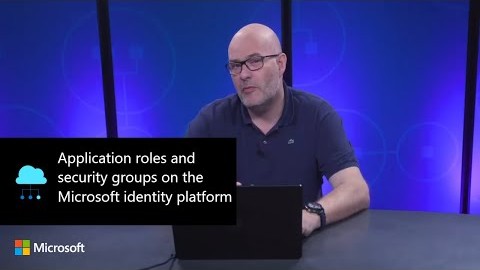 Application roles and
security groups on the
Microsoft identity platform
Microsoft